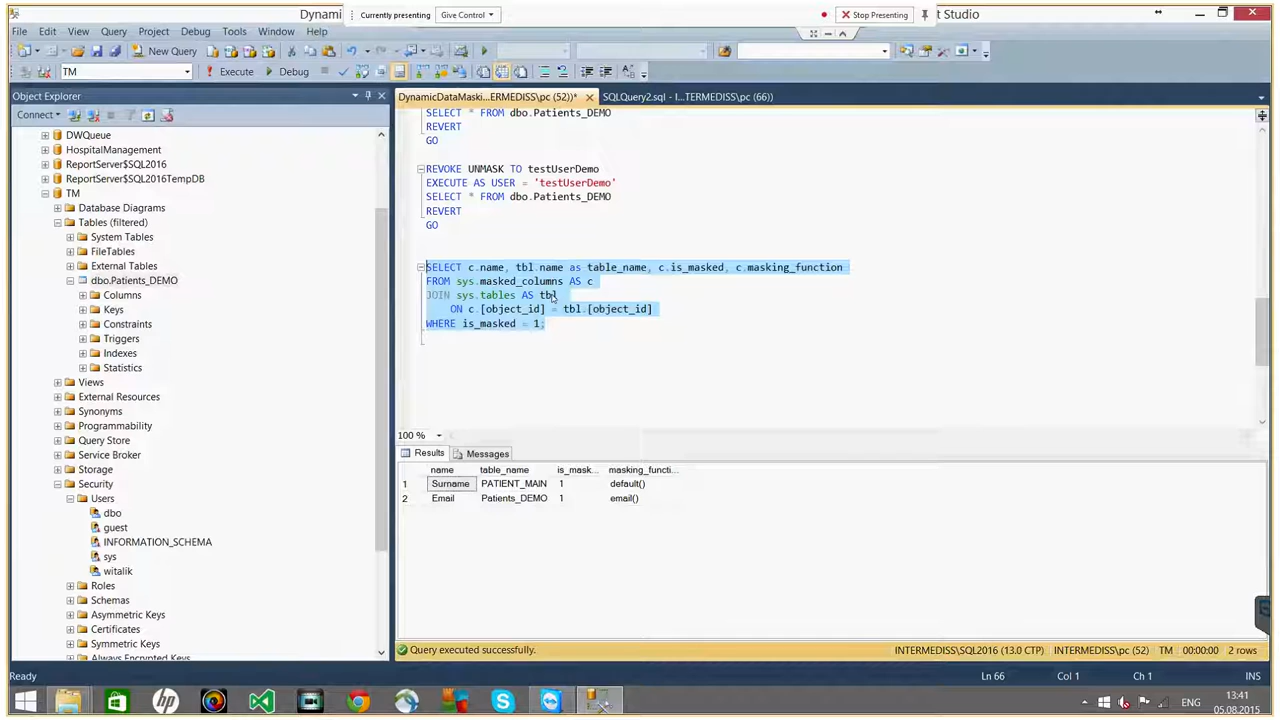 Dynami
Currently presenting
Give Control
Stop Presenting
t Studio
File Edit View Query Project Debug Tools Window Help
New Query
TM
Execute
Debug
Object Explorer
DynamicDataMaski...ERMEDISS\pc (52))*
SQLQuery2.sql - I...TERMEDISS\pc (66))
Connect
DWQueue
HospitalManagement
ReportServer$SQL2016
ReportServer$SQL2016TempDB
TM
Database Diagrams
Tables (filtered)
System Tables
FileTables
External Tables
dbo.Patients_DEMO
Columns
Keys
Constraints
Triggers
Indexes
Statistics
Views
External Resources
Synonyms
Programmability
Query Store
Service Broker
Storage
Security
Users
dbo
guest
INFORMATION_SCHEMA
sys
witalik
Roles
Schemas
Asymmetric Keys
Certificates
Symmetric Keys
Always Encrypted Keys
SELECT * FROM dbo.Patients_DEMO
REVERT
GO
REVOKE UNMASK TO testUserDemo
EXECUTE AS USER = 'testUserDemo'
SELECT * FROM dbo.Patients_DEMO
REVERT
GO
SELECT c.name, tbl.name as table_name, c.is_masked, c.masking_function
FROM sys.masked_columns AS c
JOIN sys.tables AS tbl
ON c.[object_id] = tbl.[object_id]
WHERE is_masked = 1;
100 %
Results
Messages
name table_name is_mask... masking_functi...
1 Surname PATIENT_MAIN 1 default()
2 Email Patients_DEMO 1 email()
Query executed successfully.
INTERMEDISS\SQL2016 (13.0 CTP)
INTERMEDISS\pc (52)
TM
00:00:00
2 rows
Ready
Ln 66
Col 1
Ch 1
INS
ENG
13:41
05.08.2015